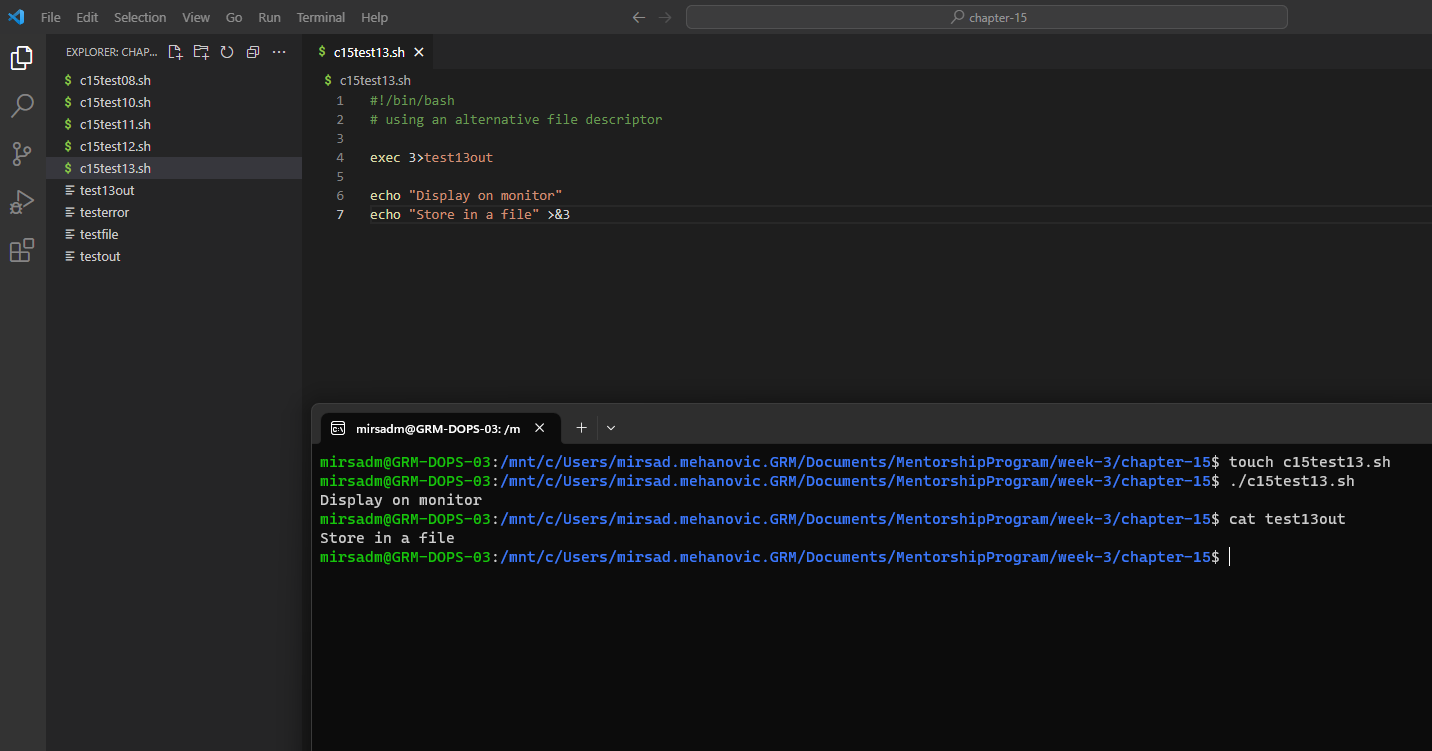 File Edit Selection View Go Run Terminal Help
chapter-15
EXPLORER: CHAP...
c15test08.sh
c15test10.sh
c15test11.sh
c15test12.sh
c15test13.sh
test13out
testerror
testfile
testout
$ c15test13.sh
$ c15test13.sh
1 #!/bin/bash
2 # using an alternative file descriptor
3
4 exec 3>test13out
5
6 echo "Display on monitor"
7 echo "Store in a file" >&3
mirsadm@GRM-DOPS-03: /m
mirsadm@GRM-DOPS-03:/mnt/c/Users/mirsad.mehanovic.GRM/Documents/MentorshipProgram/week-3/chapter-15$ touch c15test13.sh
mirsadm@GRM-DOPS-03:/mnt/c/Users/mirsad.mehanovic.GRM/Documents/MentorshipProgram/week-3/chapter-15$ ./c15test13.sh
Display on monitor
mirsadm@GRM-DOPS-03:/mnt/c/Users/mirsad.mehanovic.GRM/Documents/MentorshipProgram/week-3/chapter-15$ cat test13out
Store in a file
mirsadm@GRM-DOPS-03:/mnt/c/Users/mirsad.mehanovic.GRM/Documents/MentorshipProgram/week-3/chapter-15$